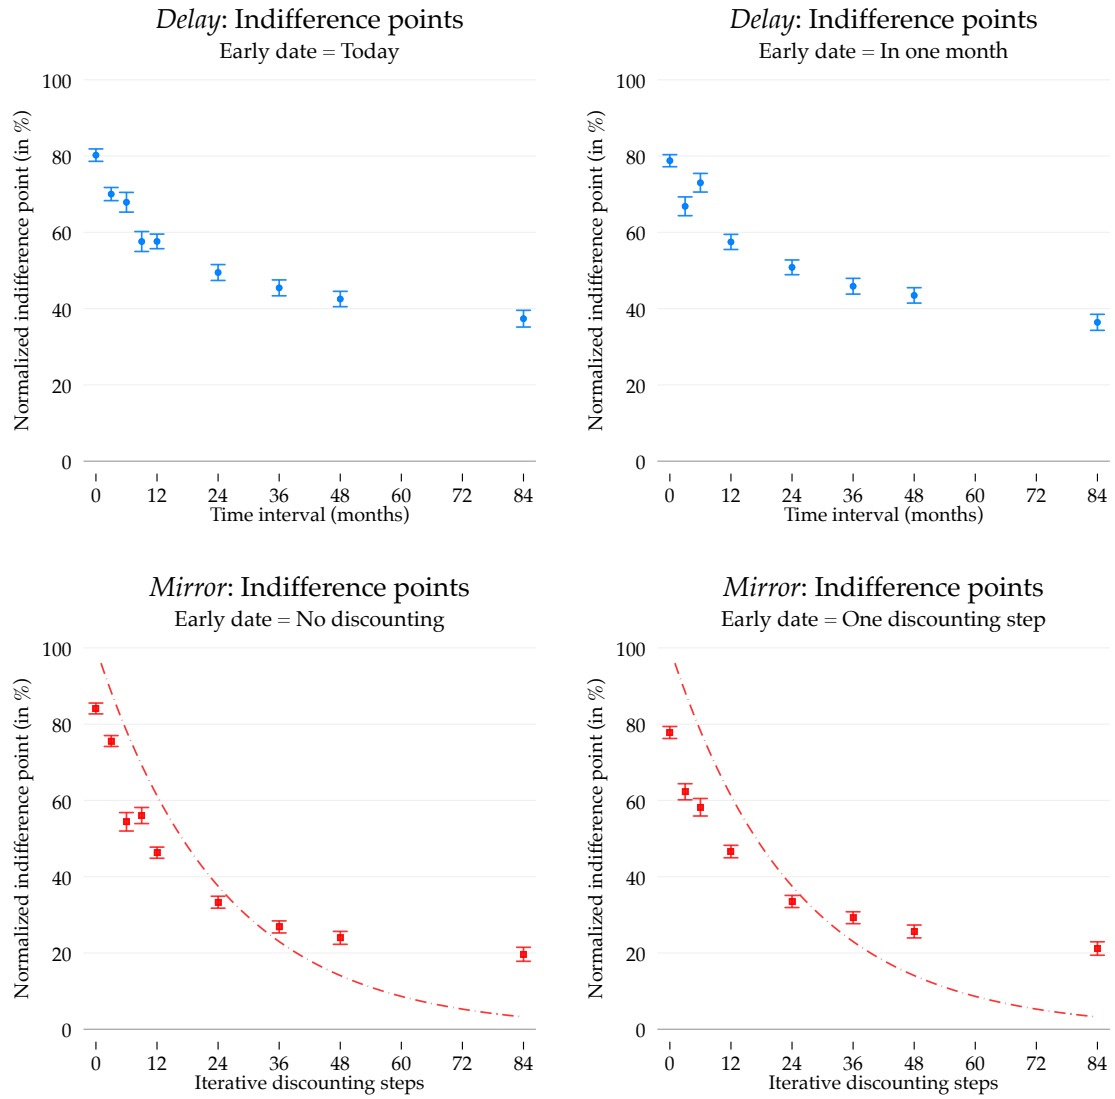 Delay: Indifference points
Early date = Today
Normalized indifference point (in %)
100
80
60
40
20
0
0 12 24 36 48 60 72 84
Time interval (months)
Delay: Indifference points
Early date = In one month
Normalized indifference point (in %)
100
80
60
40
20
0
0 12 24 36 48 60 72 84
Time interval (months)
Mirror: Indifference points
Early date = No discounting
Normalized indifference point (in %)
100
80
60
40
20
0
0 12 24 36 48 60 72 84
Iterative discounting steps
Mirror: Indifference points
Early date = One discounting step
Normalized indifference point (in %)
100
80
60
40
20
0
0 12 24 36 48 60 72 84
Iterative discounting steps